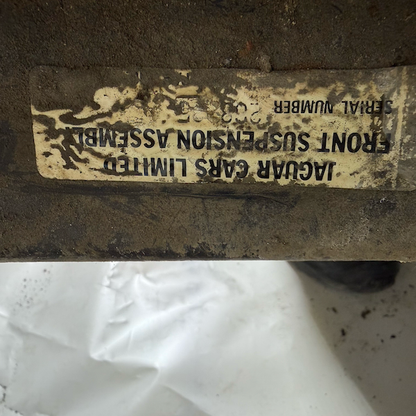 JAGUAR CARS LIMITED
FRONT SUSPENSION ASSEMBL
SERIAL NUMBER